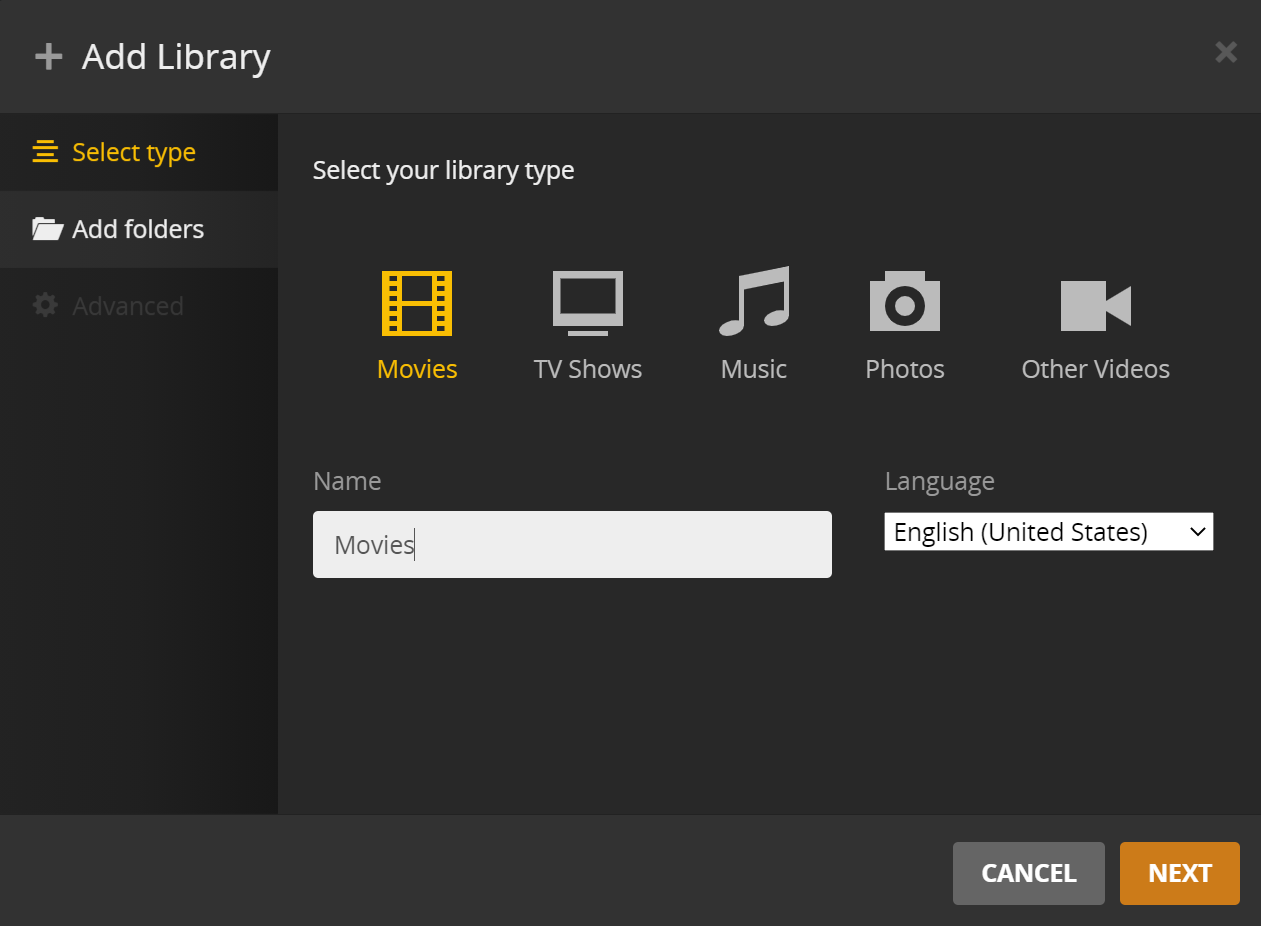 Add Library
Select type
Add folders
Advanced
Select your library type
Movies
TV Shows
Music
Photos
Other Videos
Name
Language
Movies
English (United States)
CANCEL
NEXT